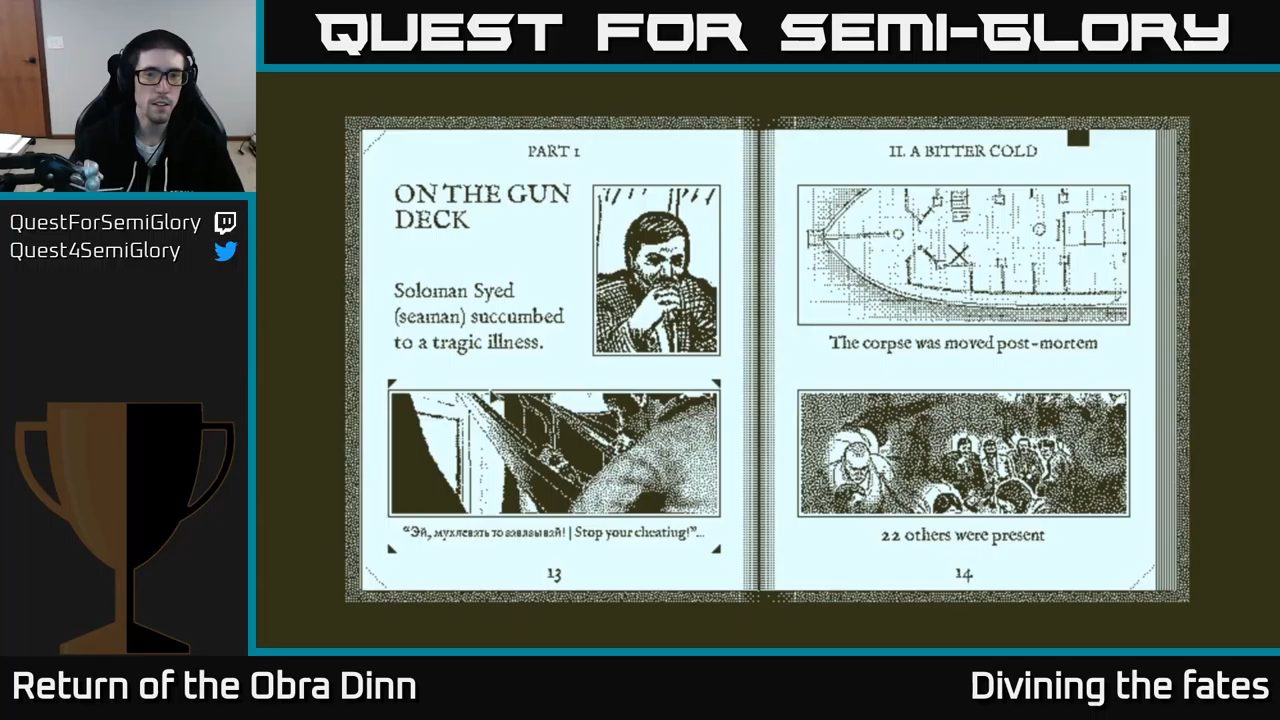 QUEST FOR SEMI-GLORY
QuestForSemiGlory
Quest4SemiGlory
PART 1
ON THE GUN
DECK
Soloman Syed
(seaman) succumbed
to a tragic illness.
"Эй, мухлевать то завязывай! | Stop your cheating!"...
13
II. A BITTER COLD
The corpse was moved post-mortem
22 others were present
14
Return of the Obra Dinn
Divining the fates